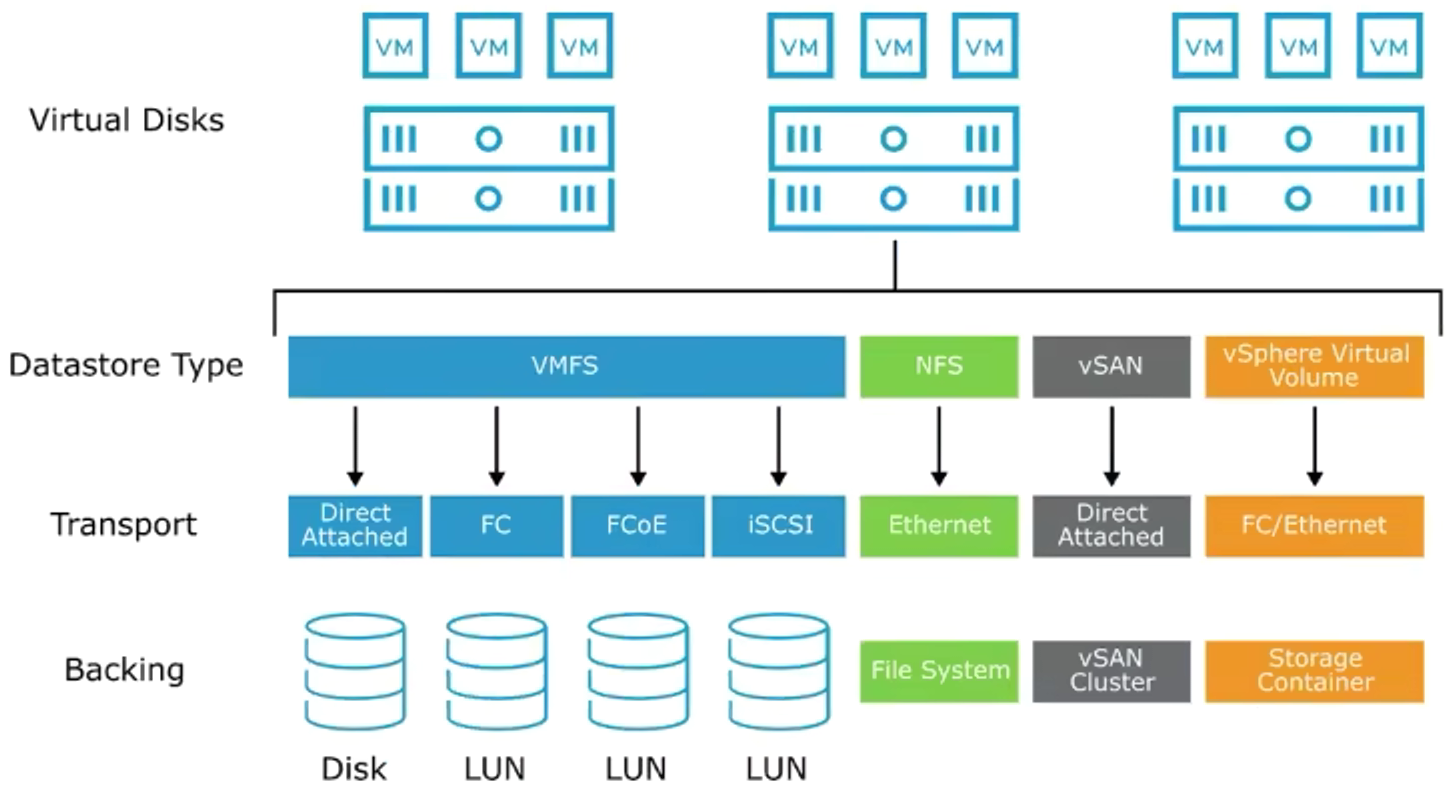 VM VM VM VM VM VM VM VM VM
Virtual Disks
Datastore Type
VMFS
NFS
vSAN
vSphere Virtual
Volume
Transport
Direct
Attached
FC
FCoE
iSCSI
Ethernet
Direct
Attached
FC/Ethernet
Backing
File System
vSAN
Cluster
Storage
Container
Disk
LUN
LUN
LUN